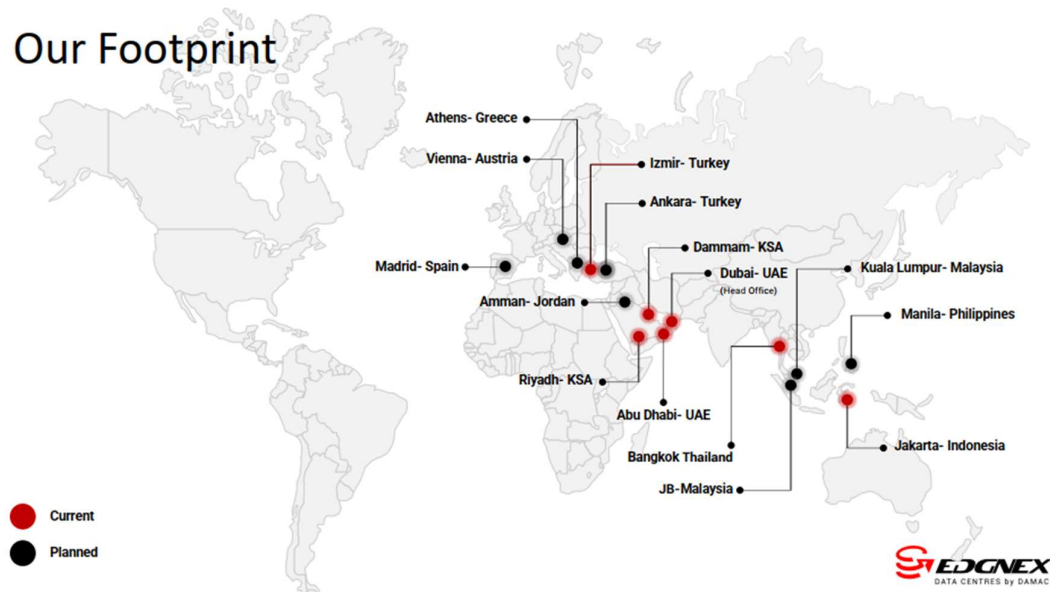 Our Footprint
Athens- Greece
Vienna- Austria
Izmir- Turkey
Ankara- Turkey
Dammam- KSA
Madrid- Spain
Dubai- UAE
(Head Office)
Kuala Lumpur- Malaysia
Amman- Jordan
Manila- Philippines
Riyadh- KSA
Abu Dhabi- UAE
Bangkok Thailand
Jakarta- Indonesia
JB-Malaysia
Current
Planned
EDGNEX
DATA CENTRES by DAMAC